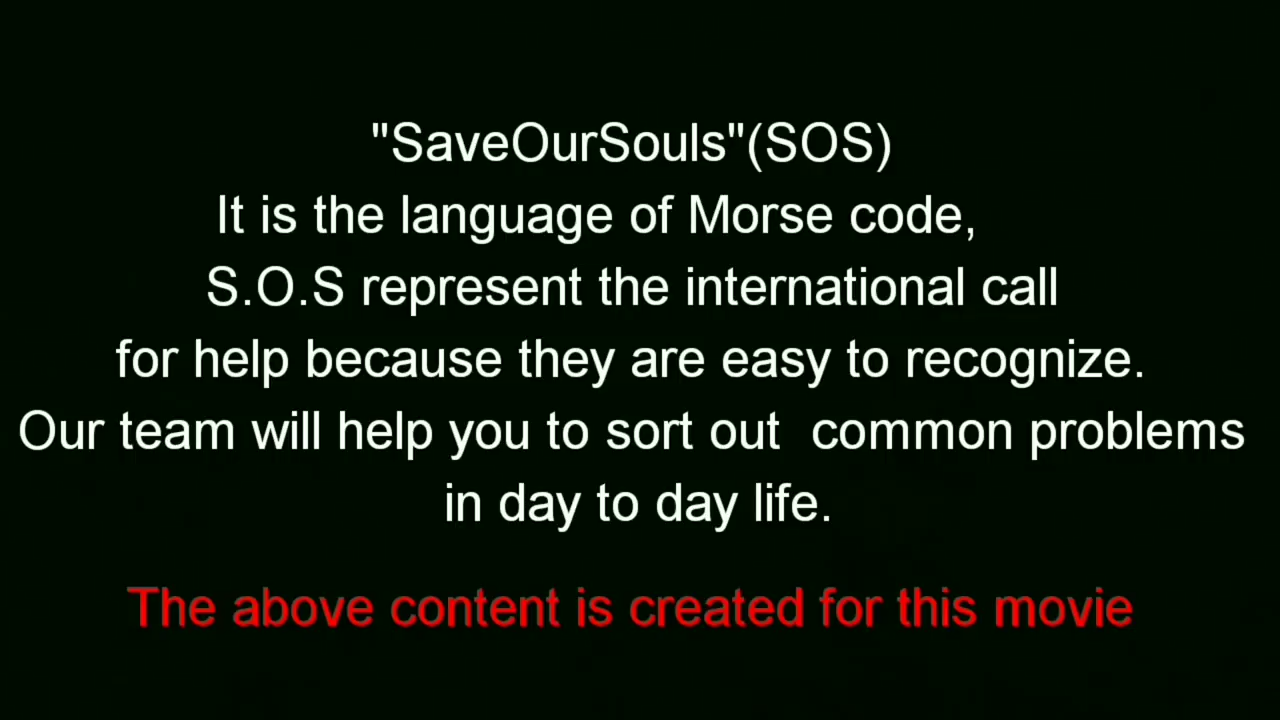 "SaveOurSouls"(SOS)
It is the language of Morse code,
S.O.S represent the international call
for help because they are easy to recognize.
Our team will help you to sort out  common problems
in day to day life.
The above content is created for this movie